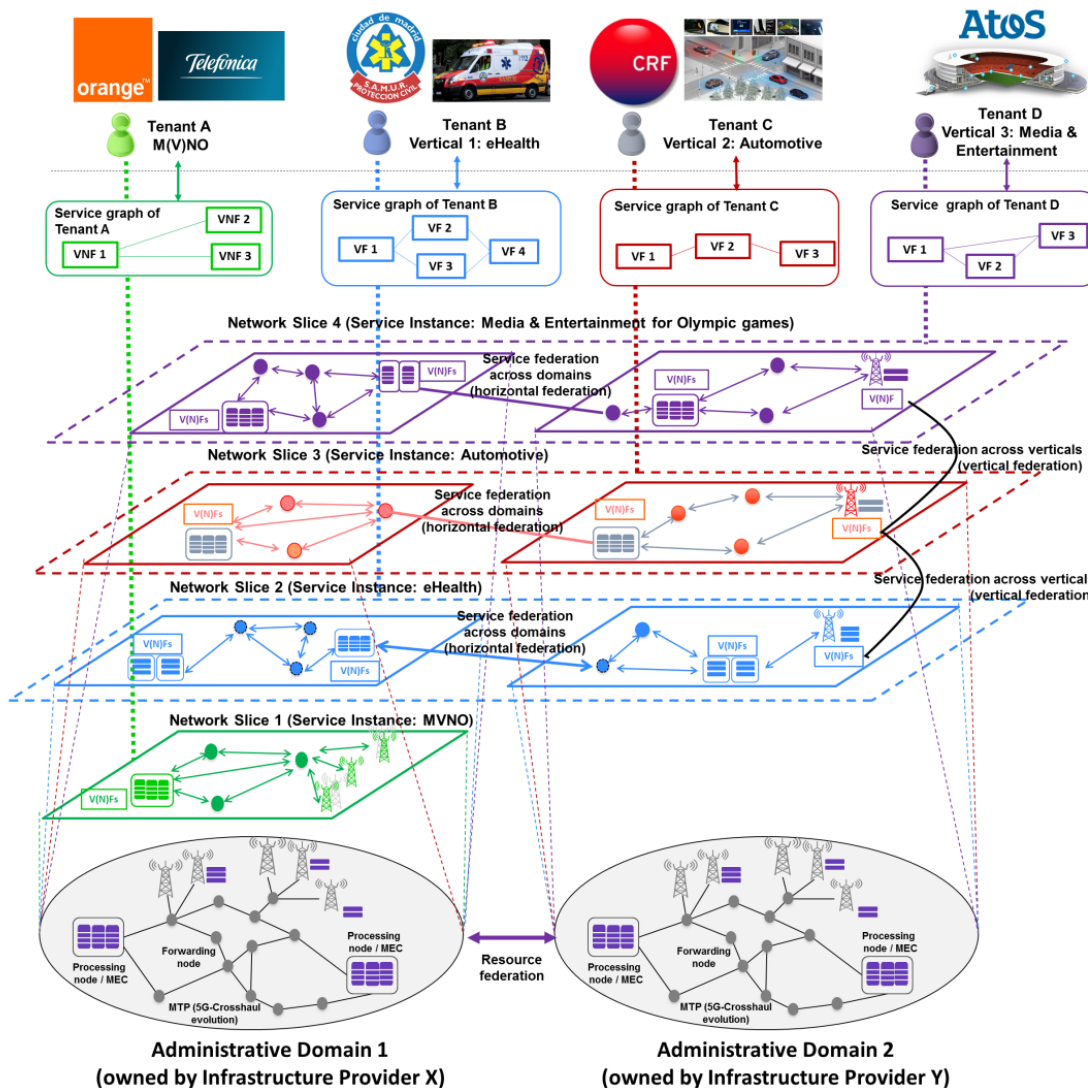 orange™
Telefónica
ciudad de madrid
S.A.M.U.R.
PROTECCION CIVIL
CRF
Atos
Tenant A
M(V)NO
Tenant B
Vertical 1: eHealth
Tenant C
Vertical 2: Automotive
Tenant D
Vertical 3: Media &
Entertainment
Service graph of
Tenant A
VNF 1
VNF 2
VNF 3
Service graph of Tenant B
VF 1
VF 2
VF 3
VF 4
Service graph of Tenant C
VF 1
VF 2
VF 3
Service graph of Tenant D
VF 1
VF 2
VF 3
Network Slice 4 (Service Instance: Media & Entertainment for Olympic games)
V(N)Fs
V(N)Fs
Service federation
across domains
(horizontal federation)
V(N)Fs
V(N)F
Service federation across verticals
(vertical federation)
Network Slice 3 (Service Instance: Automotive)
V(N)Fs
Service federation
across domains
(horizontal federation)
V(N)Fs
V(N)Fs
Service federation across vertical
(vertical federation
Network Slice 2 (Service Instance: eHealth)
V(N)Fs
V(N)Fs
Service federation
across domains
(horizontal federation)
V(N)Fs
V(N)Fs
Network Slice 1 (Service Instance: MVNO)
V(N)Fs
Processing
node / MEC
Forwarding
node
Processing
node / MEC
MTP (5G-Crosshaul
evolution)
Resource
federation
Processing
node / MEC
Forwarding
node
Processing
node / MEC
MTP (5G-Crosshaul
evolution)
Administrative Domain 1
(owned by Infrastructure Provider X)
Administrative Domain 2
(owned by Infrastructure Provider Y)